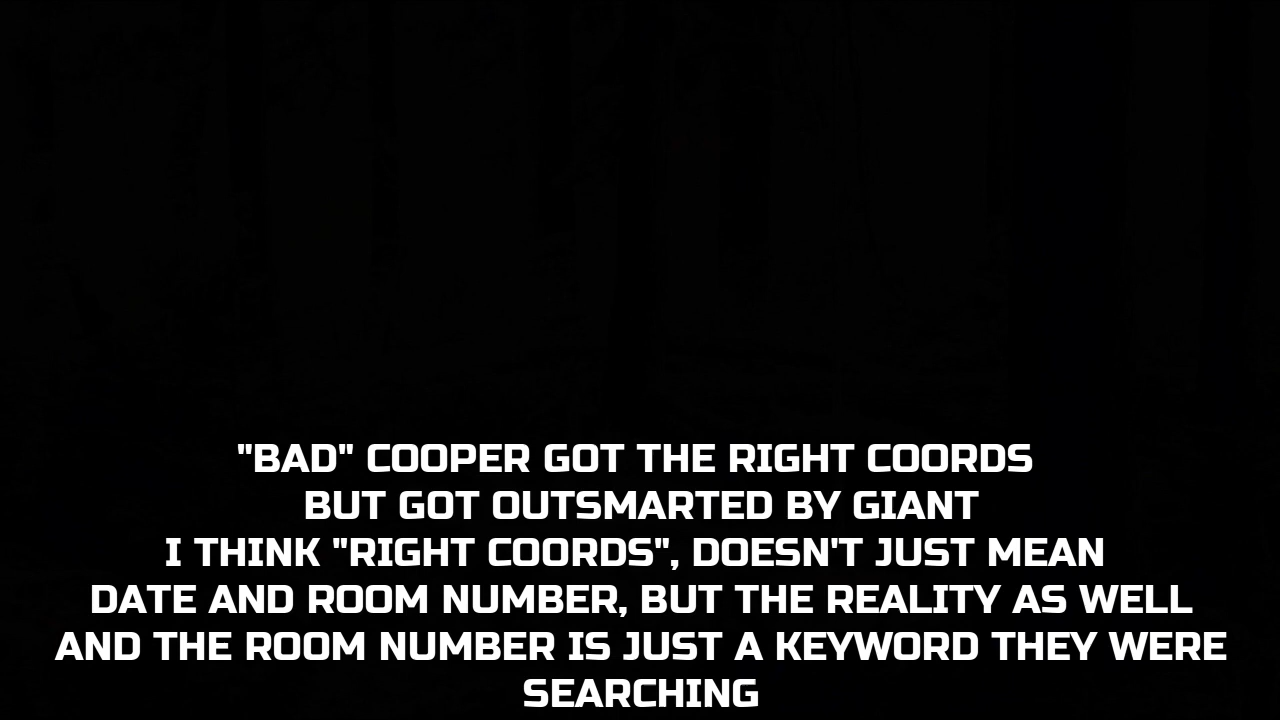 "BAD" COOPER GOT THE RIGHT COORDS
BUT GOT OUTSMARTED BY GIANT
I THINK "RIGHT COORDS", DOESN'T JUST MEAN
DATE AND ROOM NUMBER, BUT THE REALITY AS WELL
AND THE ROOM NUMBER IS JUST A KEYWORD THEY WERE
SEARCHING